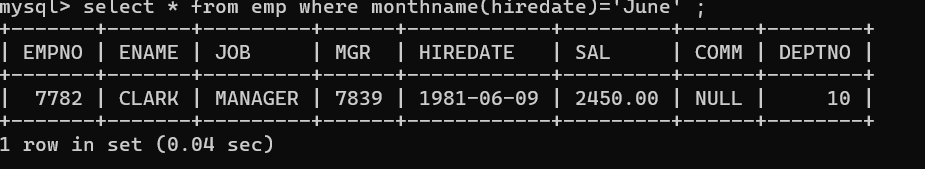 mysql> select * from emp where monthname(hiredate)='June' ;
+-------+-------+---------+------+------------+---------+------+--------+
| EMPNO | ENAME | JOB     | MGR  | HIREDATE   | SAL     | COMM | DEPTNO |
+-------+-------+---------+------+------------+---------+------+--------+
|  7782 | CLARK | MANAGER | 7839 | 1981-06-09 | 2450.00 | NULL |     10 |
+-------+-------+---------+------+------------+---------+------+--------+
1 row in set (0.04 sec)